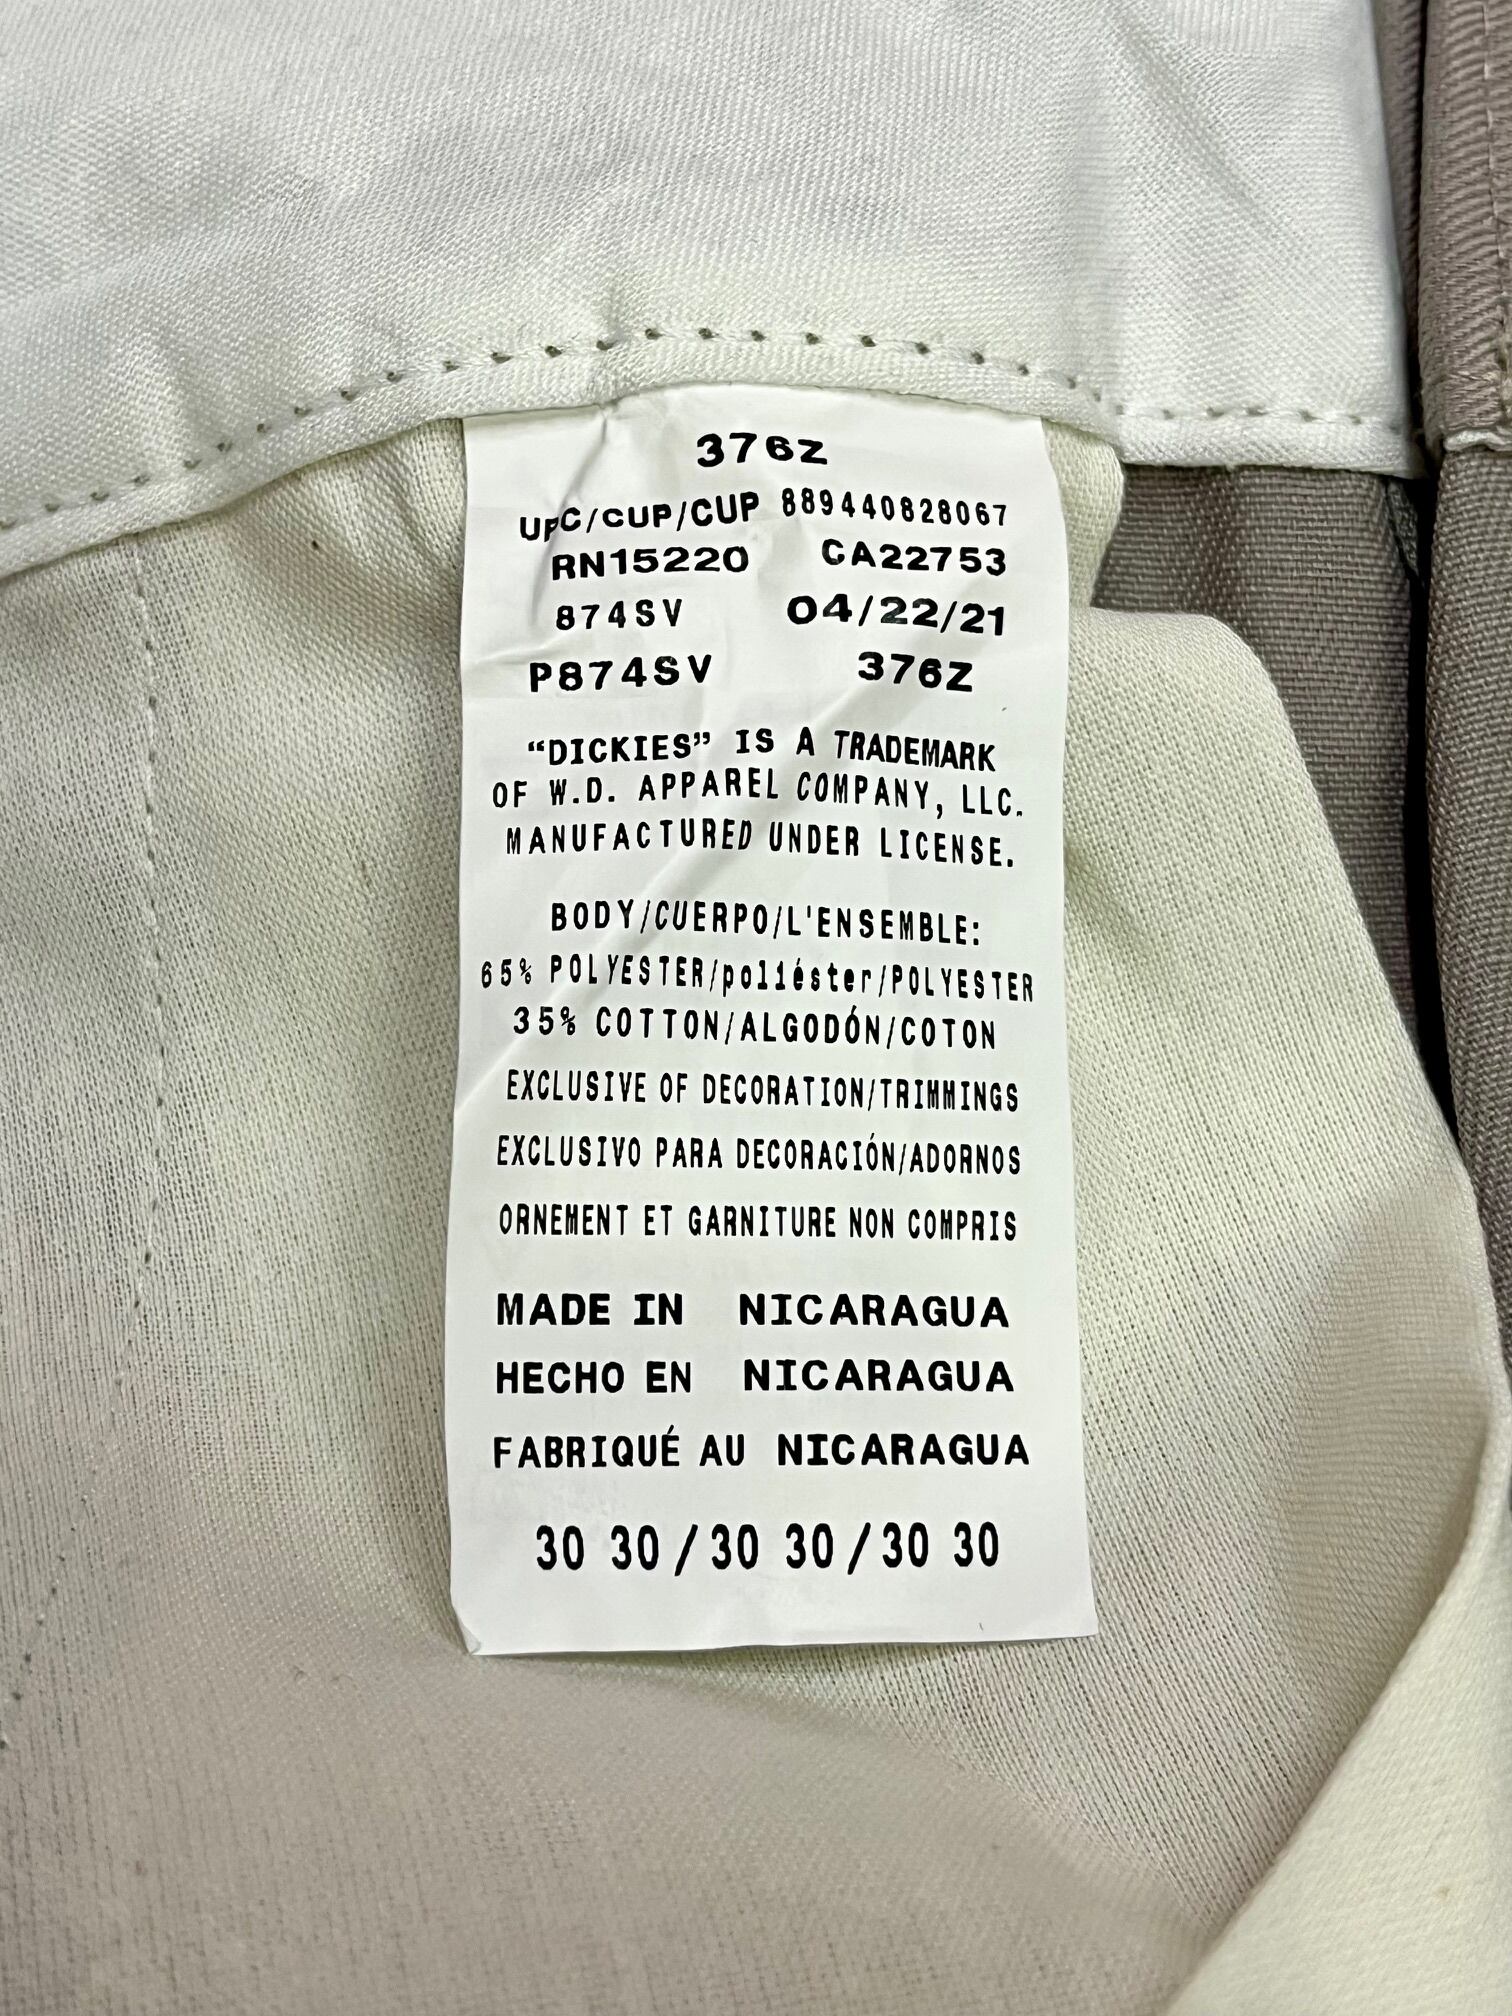 376Z
UPC/CUP/CUP 889440828067
RN15220 CA22753
874SV 04/22/21
P874SV 376Z
“DICKIES” IS A TRADEMARK
OF W.D. APPAREL COMPANY, LLC.
MANUFACTURED UNDER LICENSE.
BODY/CUERPO/L'ENSEMBLE:
65% POLYESTER/poliéster/POLYESTER
35% COTTON/ALGODÓN/COTON
EXCLUSIVE OF DECORATION/TRIMMINGS
EXCLUSIVO PARA DECORACIÓN/ADORNOS
ORNEMENT ET GARNITURE NON COMPRIS
MADE IN NICARAGUA
HECHO EN NICARAGUA
FABRIQUÉ AU NICARAGUA
30 30/30 30/30 30